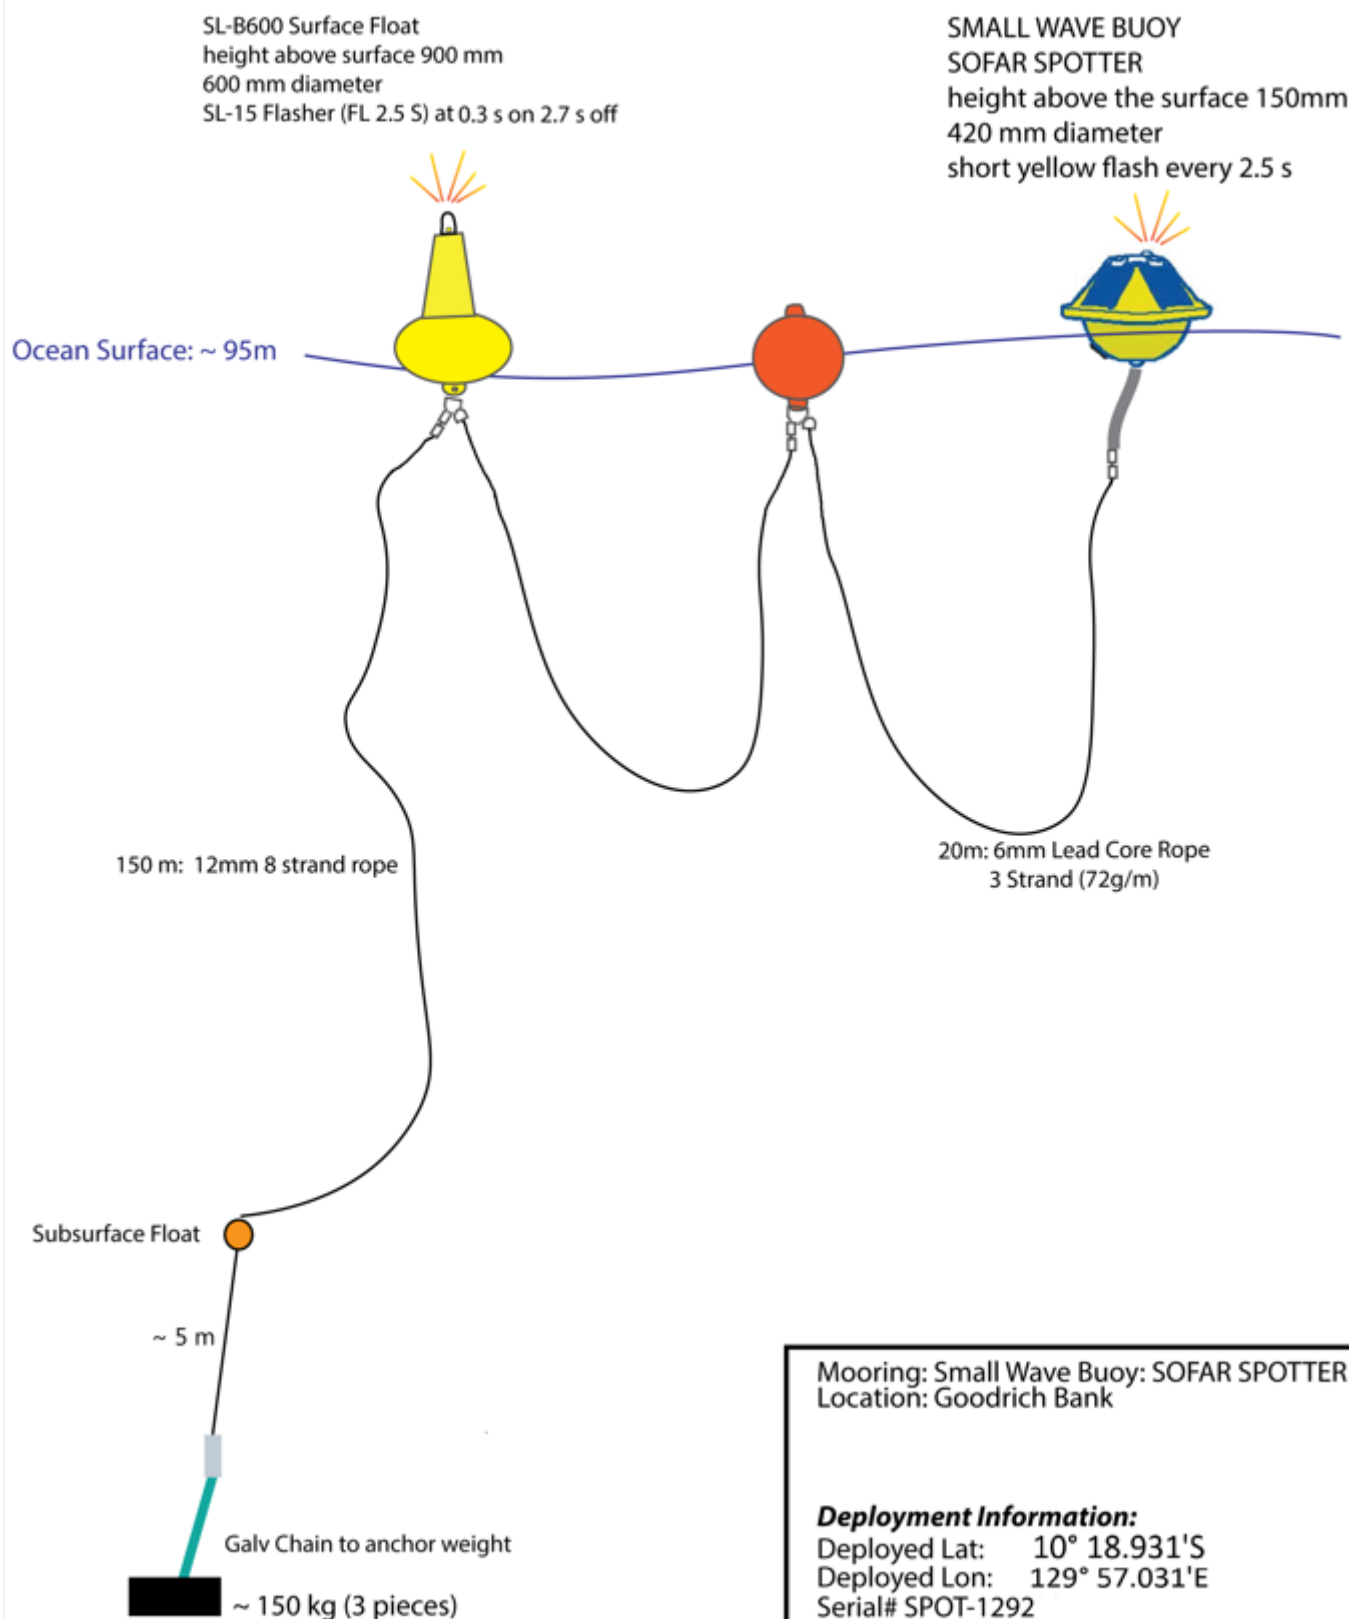 SL-B600 Surface Float
height above surface 900 mm
600 mm diameter
SL-15 Flasher (FL 2.5 S) at 0.3 s on 2.7 s off
SMALL WAVE BUOY
SOFAR SPOTTER
height above the surface 150mm
420 mm diameter
short yellow flash every 2.5 s
Ocean Surface: ~ 95m
150 m: 12mm 8 strand rope
20m: 6mm Lead Core Rope
3 Strand (72g/m)
Subsurface Float
~ 5 m
Galv Chain to anchor weight
~ 150 kg (3 pieces)
Mooring: Small Wave Buoy: SOFAR SPOTTER
Location: Goodrich Bank
Deployment Information:
Deployed Lat: 10° 18.931'S
Deployed Lon: 129° 57.031'E
Serial# SPOT-1292